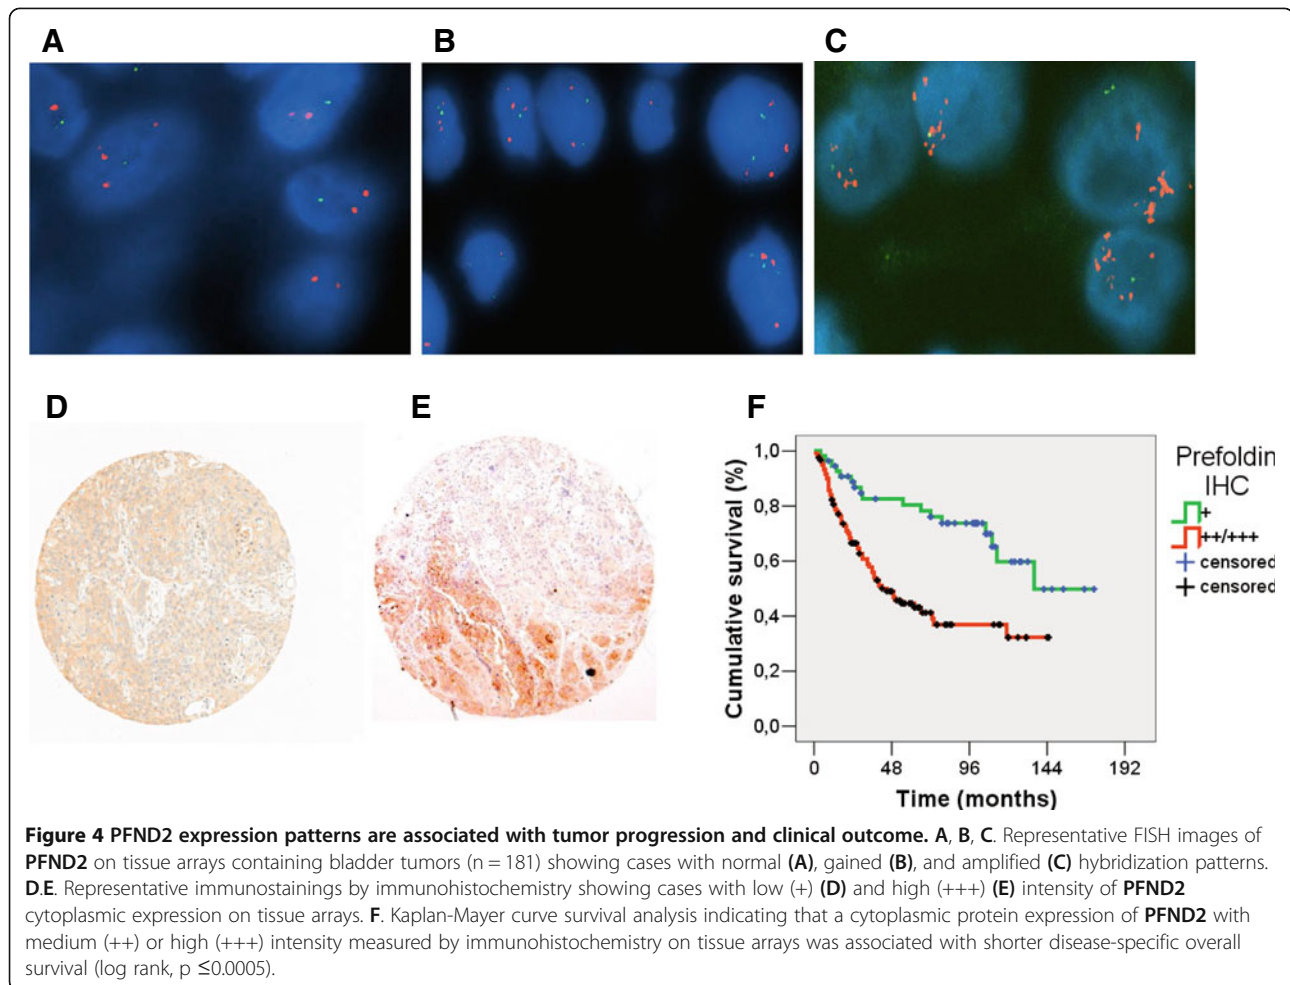 A
B
C
D
E
F
Cumulative survival (%)
1,0
0,8
0,6
0,4
0,2
0,0
0
48
96
144
192
Time (months)
Prefoldin
IHC
+
++/+++
censored
censored
Figure 4 PFND2 expression patterns are associated with tumor progression and clinical outcome. A, B, C. Representative FISH images of
PFND2 on tissue arrays containing bladder tumors (n = 181) showing cases with normal (A), gained (B), and amplified (C) hybridization patterns.
D.E. Representative immunostainings by immunohistochemistry showing cases with low (+) (D) and high (+++) (E) intensity of PFND2
cytoplasmic expression on tissue arrays. F. Kaplan-Mayer curve survival analysis indicating that a cytoplasmic protein expression of PFND2 with
medium (++) or high (+++) intensity measured by immunohistochemistry on tissue arrays was associated with shorter disease-specific overall
survival (log rank, p ≤0.0005).